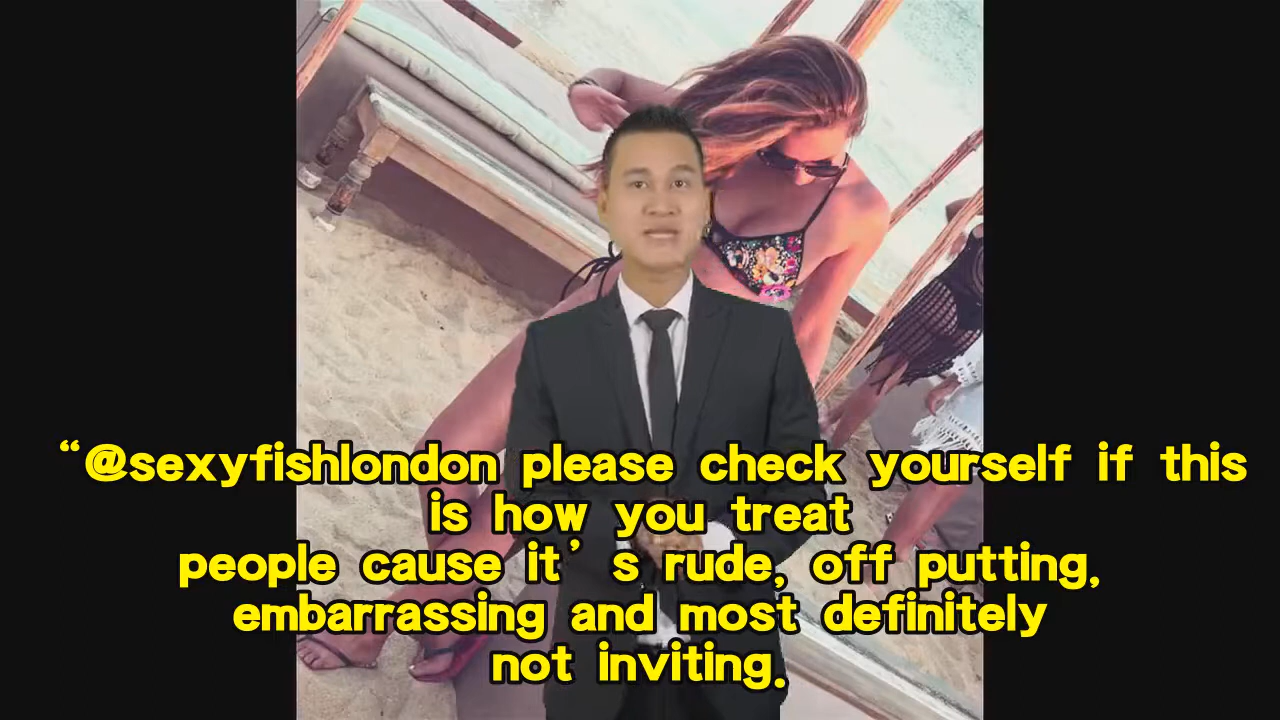 “@sexyfishlondon please check yourself if this
is how you treat
people cause it’s rude, off putting,
embarrassing and most definitely
not inviting.